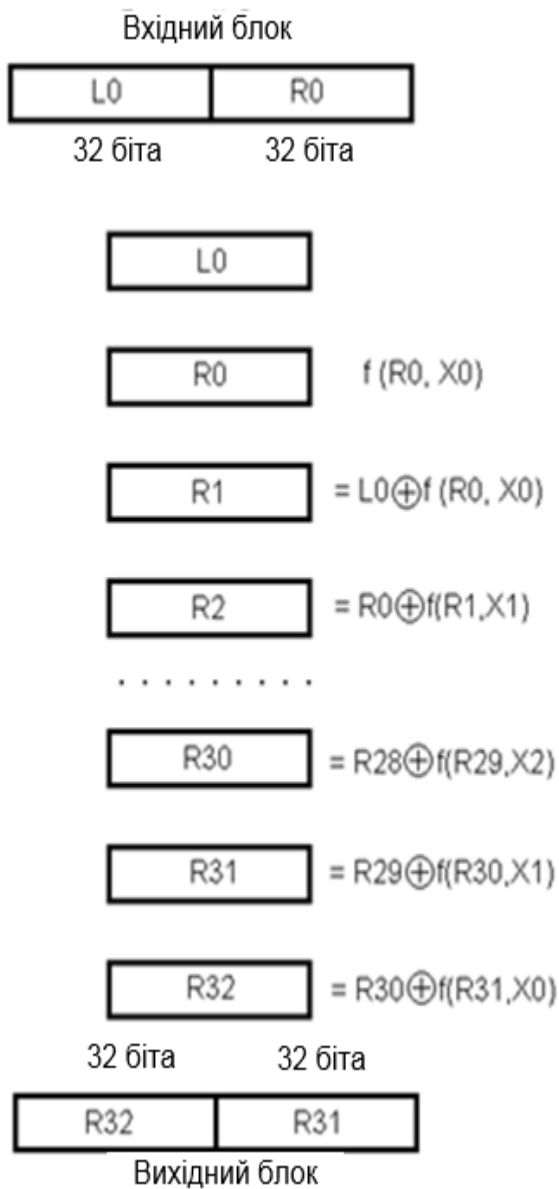 Вхідний блок
L0 R0
32 біта 32 біта
L0
R0 f (R0, X0)
R1 = L0⊕f (R0, X0)
R2 = R0⊕f(R1,X1)
. . . . . . . . .
R30 = R28⊕f(R29,X2)
R31 = R29⊕f(R30,X1)
R32 = R30⊕f(R31,X0)
32 біта 32 біта
R32 R31
Вихідний блок